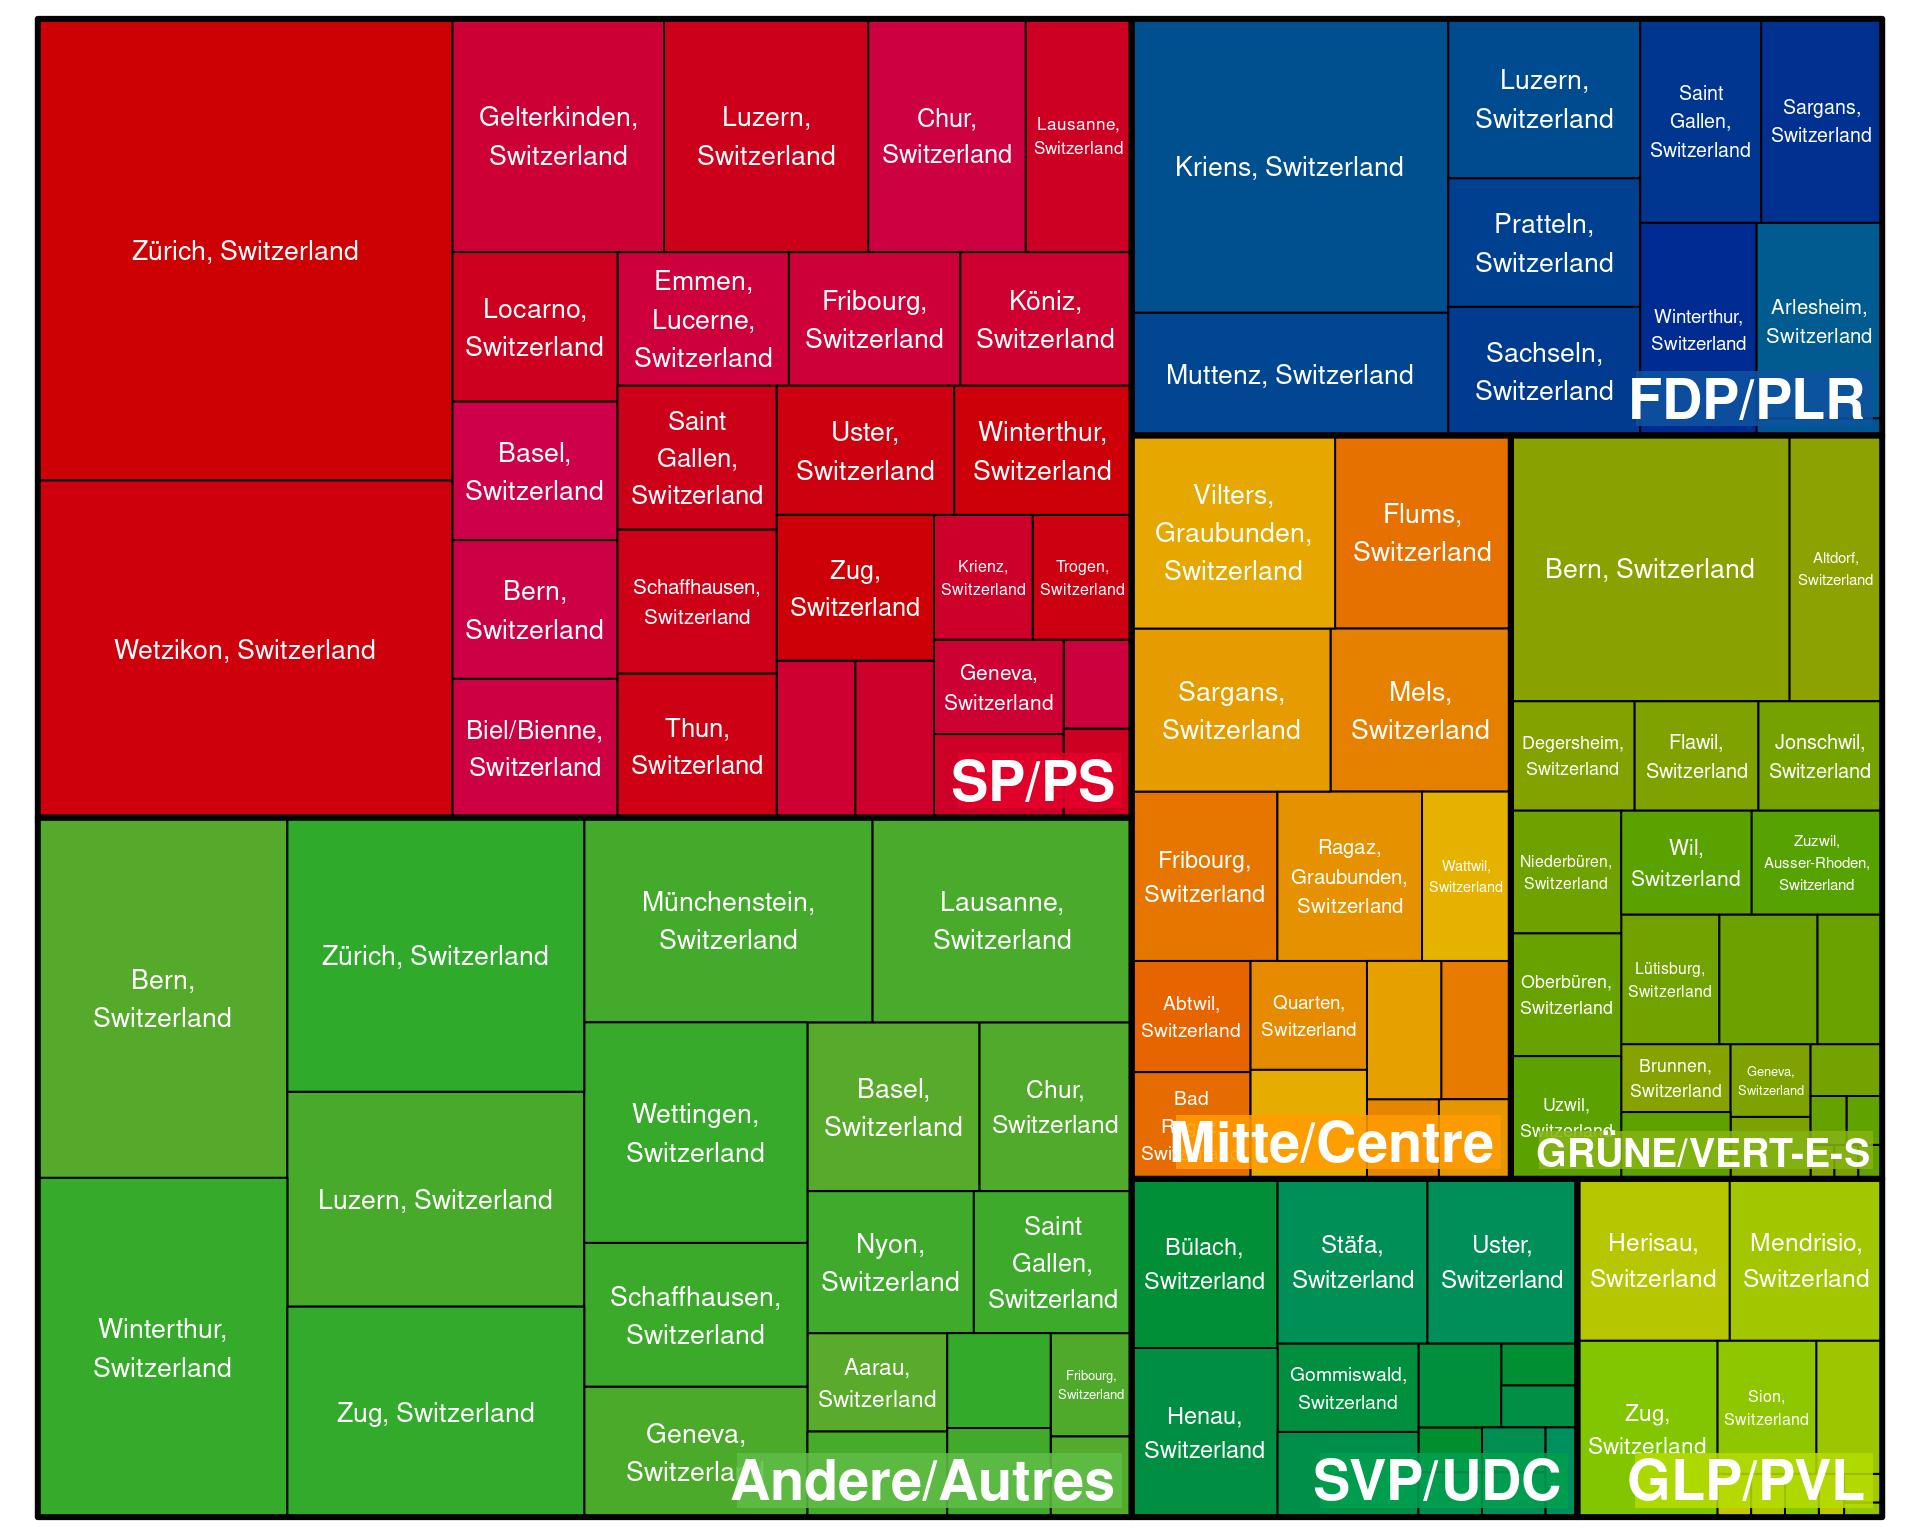 Zürich, Switzerland
Wetzikon, Switzerland
Gelterkinden,
Switzerland
Luzern,
Switzerland
Chur,
Switzerland
Lausanne,
Switzerland
Locarno,
Switzerland
Emmen,
Lucerne,
Switzerland
Fribourg,
Switzerland
Köniz,
Switzerland
Basel,
Switzerland
Bern,
Switzerland
Biel/Bienne,
Switzerland
Saint
Gallen,
Switzerland
Uster,
Switzerland
Winterthur,
Switzerland
Schaffhausen,
Switzerland
Thun,
Switzerland
Zug,
Switzerland
Krienz,
Switzerland
Trogen,
Switzerland
Geneva,
Switzerland
SP/PS
Kriens, Switzerland
Muttenz, Switzerland
Luzern,
Switzerland
Pratteln,
Switzerland
Sachseln,
Switzerland
Saint
Gallen,
Switzerland
Sargans,
Switzerland
Winterthur,
Switzerland
Arlesheim,
Switzerland
FDP/PLR
Vilters,
Graubunden,
Switzerland
Flums,
Switzerland
Sargans,
Switzerland
Mels,
Switzerland
Fribourg,
Switzerland
Ragaz,
Graubunden,
Switzerland
Wattwil,
Switzerland
Abtwil,
Switzerland
Quarten,
Switzerland
Bad
Mitte/Centre
Bern, Switzerland
Altdorf,
Switzerland
Degersheim,
Switzerland
Flawil,
Switzerland
Jonschwil,
Switzerland
Niederbüren,
Switzerland
Wil,
Switzerland
Zuzwil,
Ausser-Rhoden,
Switzerland
Oberbüren,
Switzerland
Lütisburg,
Switzerland
Uzwil,
Switzerland
Brunnen,
Switzerland
Geneva,
Switzerland
GRÜNE/VERT-E-S
Bern,
Switzerland
Winterthur,
Switzerland
Zürich, Switzerland
Luzern, Switzerland
Zug, Switzerland
Münchenstein,
Switzerland
Lausanne,
Switzerland
Wettingen,
Switzerland
Basel,
Switzerland
Chur,
Switzerland
Schaffhausen,
Switzerland
Nyon,
Switzerland
Saint
Gallen,
Switzerland
Geneva,
Switzerland
Aarau,
Switzerland
Fribourg,
Switzerland
Andere/Autres
Bülach,
Switzerland
Stäfa,
Switzerland
Uster,
Switzerland
Henau,
Switzerland
Gommiswald,
Switzerland
SVP/UDC
Herisau,
Switzerland
Mendrisio,
Switzerland
Zug,
Switzerland
Sion,
Switzerland
GLP/PVL